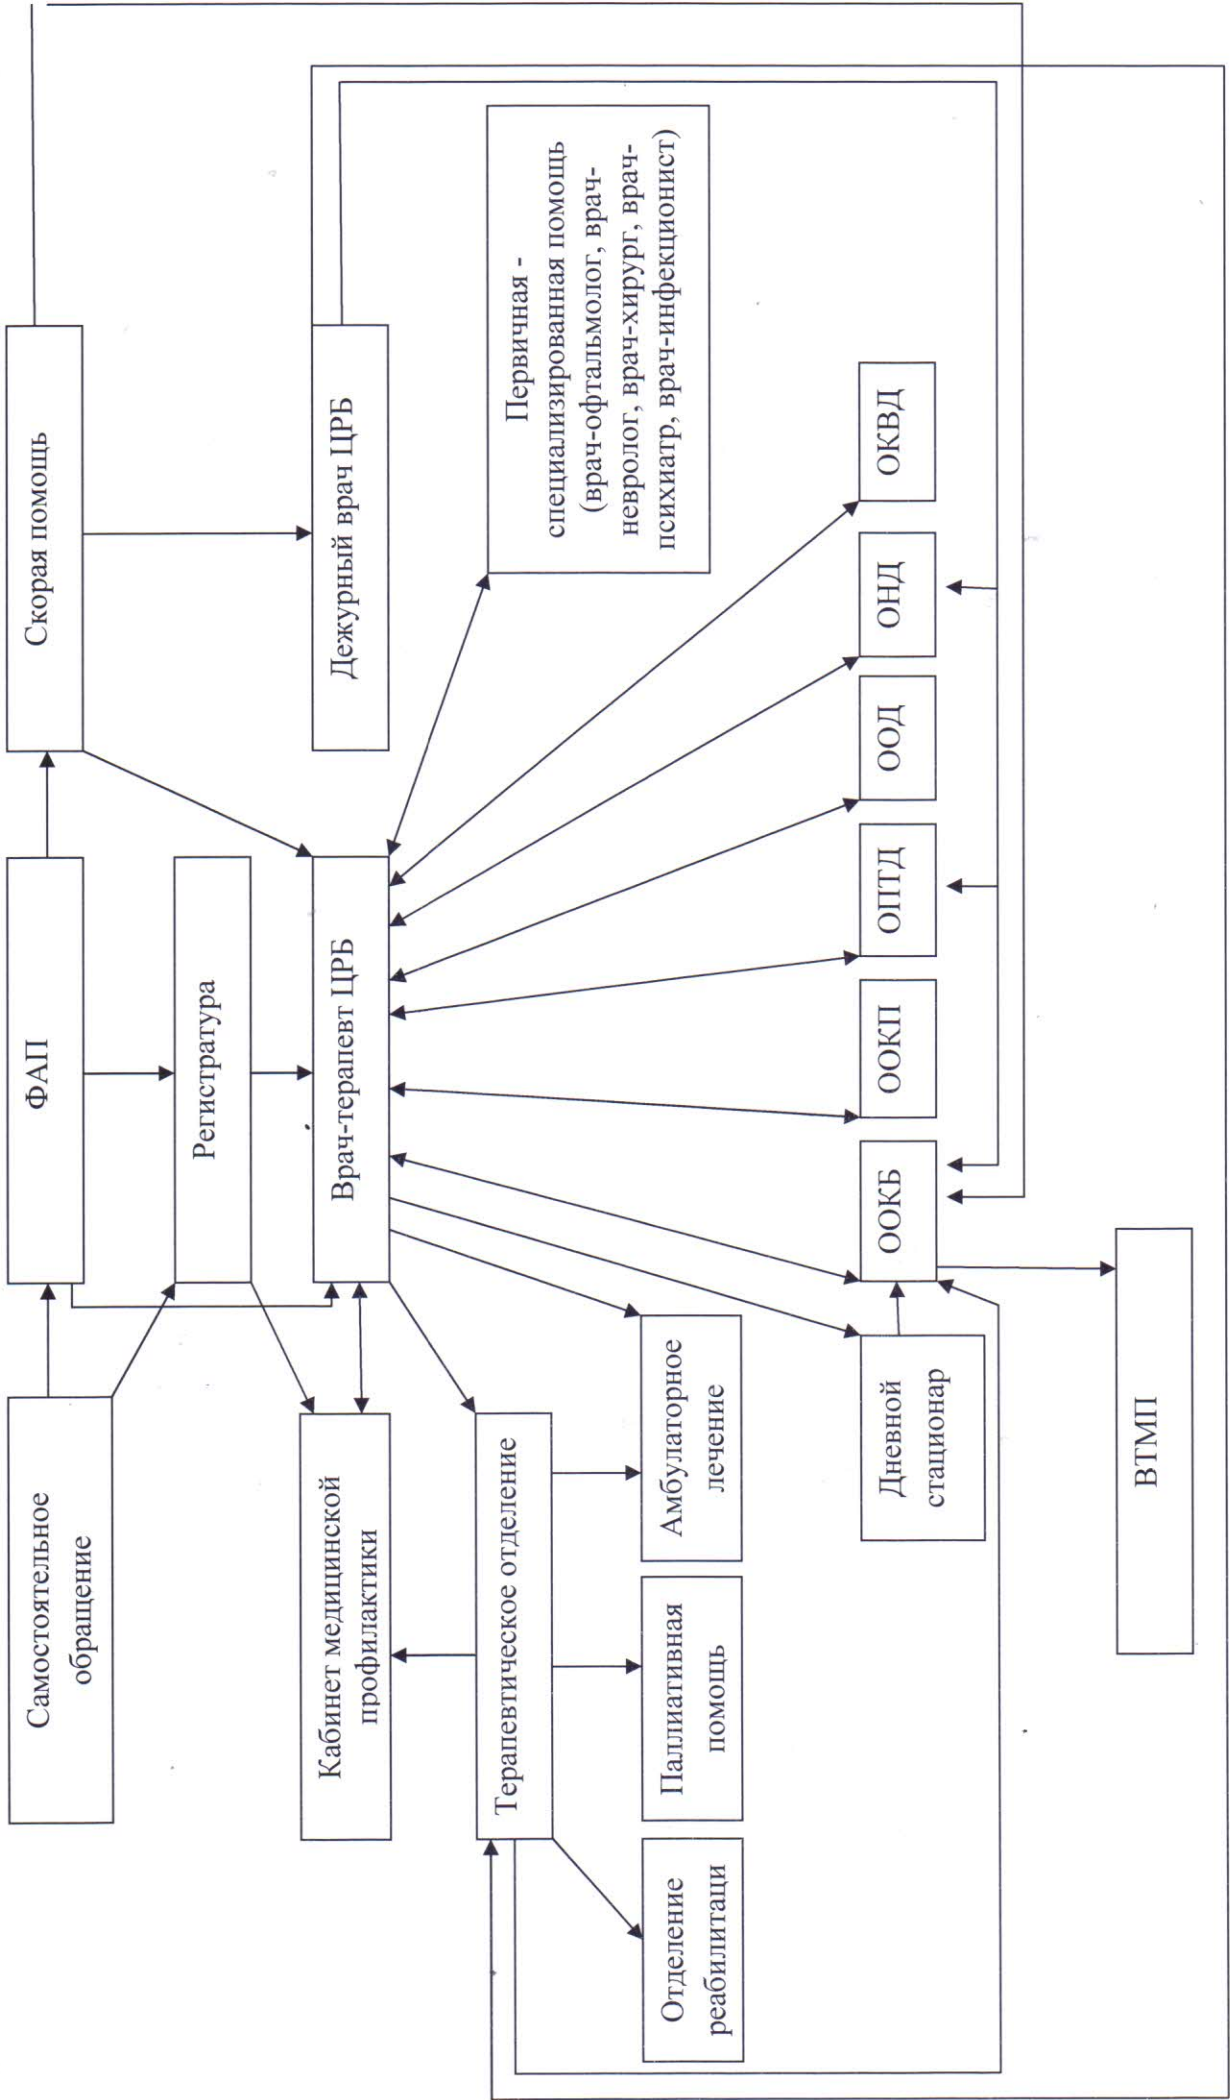 Самостоятельное
обращение
ФАП
Скорая помощь
Регистратура
Кабинет медицинской
профилактики
Врач-терапевт ЦРБ
Дежурный врач ЦРБ
Терапевтическое отделение
Первичная -
специализированная помощь
(врач-офтальмолог, врач-
невролог, врач-хирург, врач-
психиатр, врач-инфекционист)
Отделение
реабилитаци
Паллиативная
помощь
Амбулаторное
лечение
Дневной
стационар
ООКБ
ООКП
ОПТД
ООД
ОНД
ОКВД
ВТМП